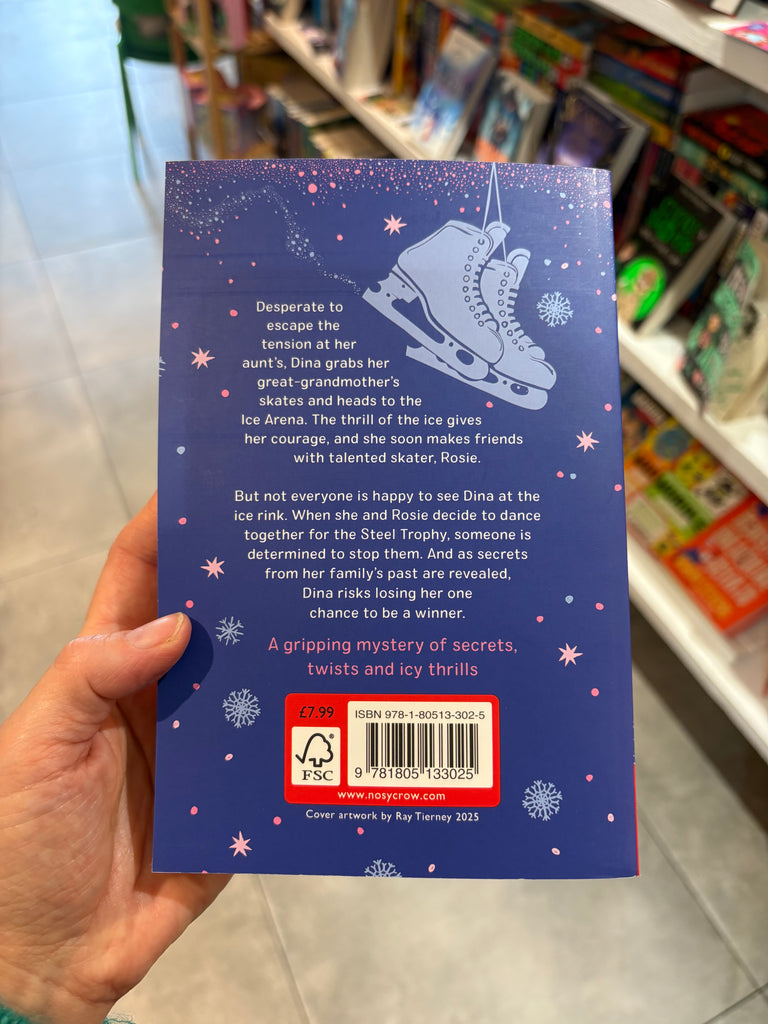 Desperate to
escape the
tension at her
aunt's, Dina grabs her
great-grandmother's
skates and heads to the
Ice Arena. The thrill of the ice gives
her courage, and she soon makes friends
with talented skater, Rosie.
But not everyone is happy to see Dina at the
ice rink. When she and Rosie decide to dance
together for the Steel Trophy, someone is
determined to stop them. And as secrets
from her family's past are revealed,
Dina risks losing her one
chance to be a winner.
A gripping mystery of secrets,
twists and icy thrills
£7.99
ISBN 978-1-80513-302-5
FSC
9 781805 133025
www.nosycrow.com
Cover artwork by Ray Tierney 2025